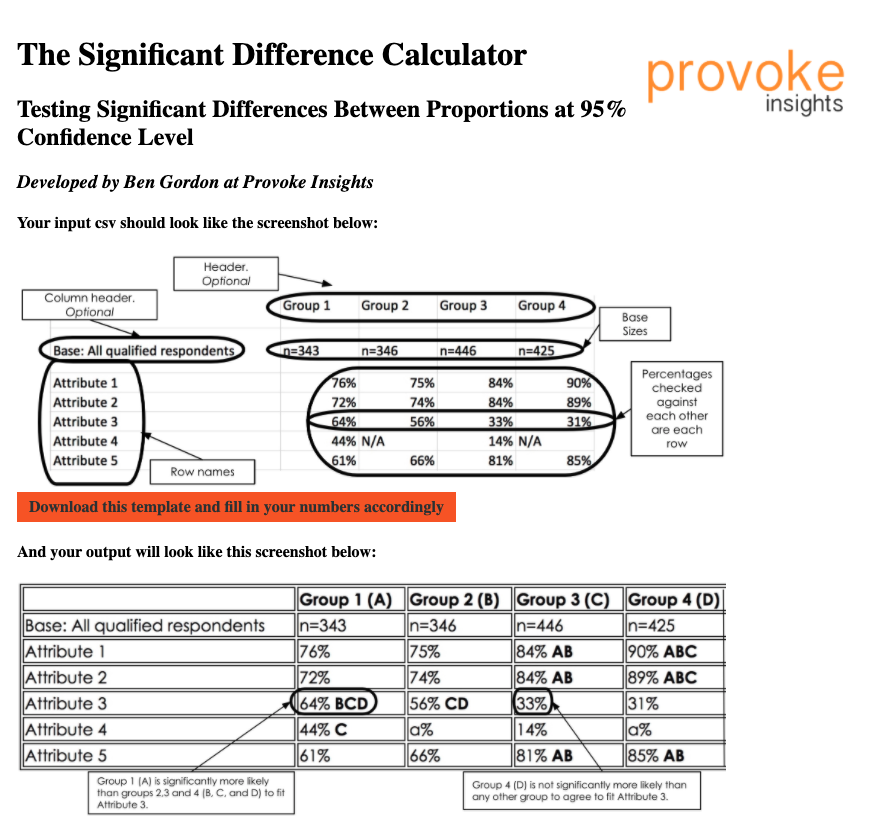 The Significant Difference Calculator
provoke
insights
Testing Significant Differences Between Proportions at 95%
Confidence Level
Developed by Ben Gordon at Provoke Insights
Your input csv should look like the screenshot below:
Header.
Optional
Column header.
Optional
Group 1 Group 2 Group 3 Group 4
Base
Sizes
Base: All qualified respondents n=343 n=346 n=446 n=425
Attribute 1 76% 75% 84% 90%
Attribute 2 72% 74% 84% 89%
Attribute 3 64% 56% 33% 31%
Attribute 4 44% N/A 14% N/A
Attribute 5 61% 66% 81% 85%
Percentages
checked
against
each other
are each
row
Row names
Download this template and fill in your numbers accordingly
And your output will look like this screenshot below:
Group 1 (A) Group 2 (B) Group 3 (C) Group 4 (D)
Base: All qualified respondents n=343 n=346 n=446 n=425
Attribute 1 76% 75% 84% AB 90% ABC
Attribute 2 72% 74% 84% AB 89% ABC
Attribute 3 64% BCD 56% CD 33% 31%
Attribute 4 44% C a% 14% a%
Attribute 5 61% 66% 81% AB 85% AB
Group 1 (A) is significantly more likely
than groups 2,3 and 4 (B, C, and D) to fit
Attribute 3.
Group 4 (D) is not significantly more likely than
any other group to agree to fit Attribute 3.